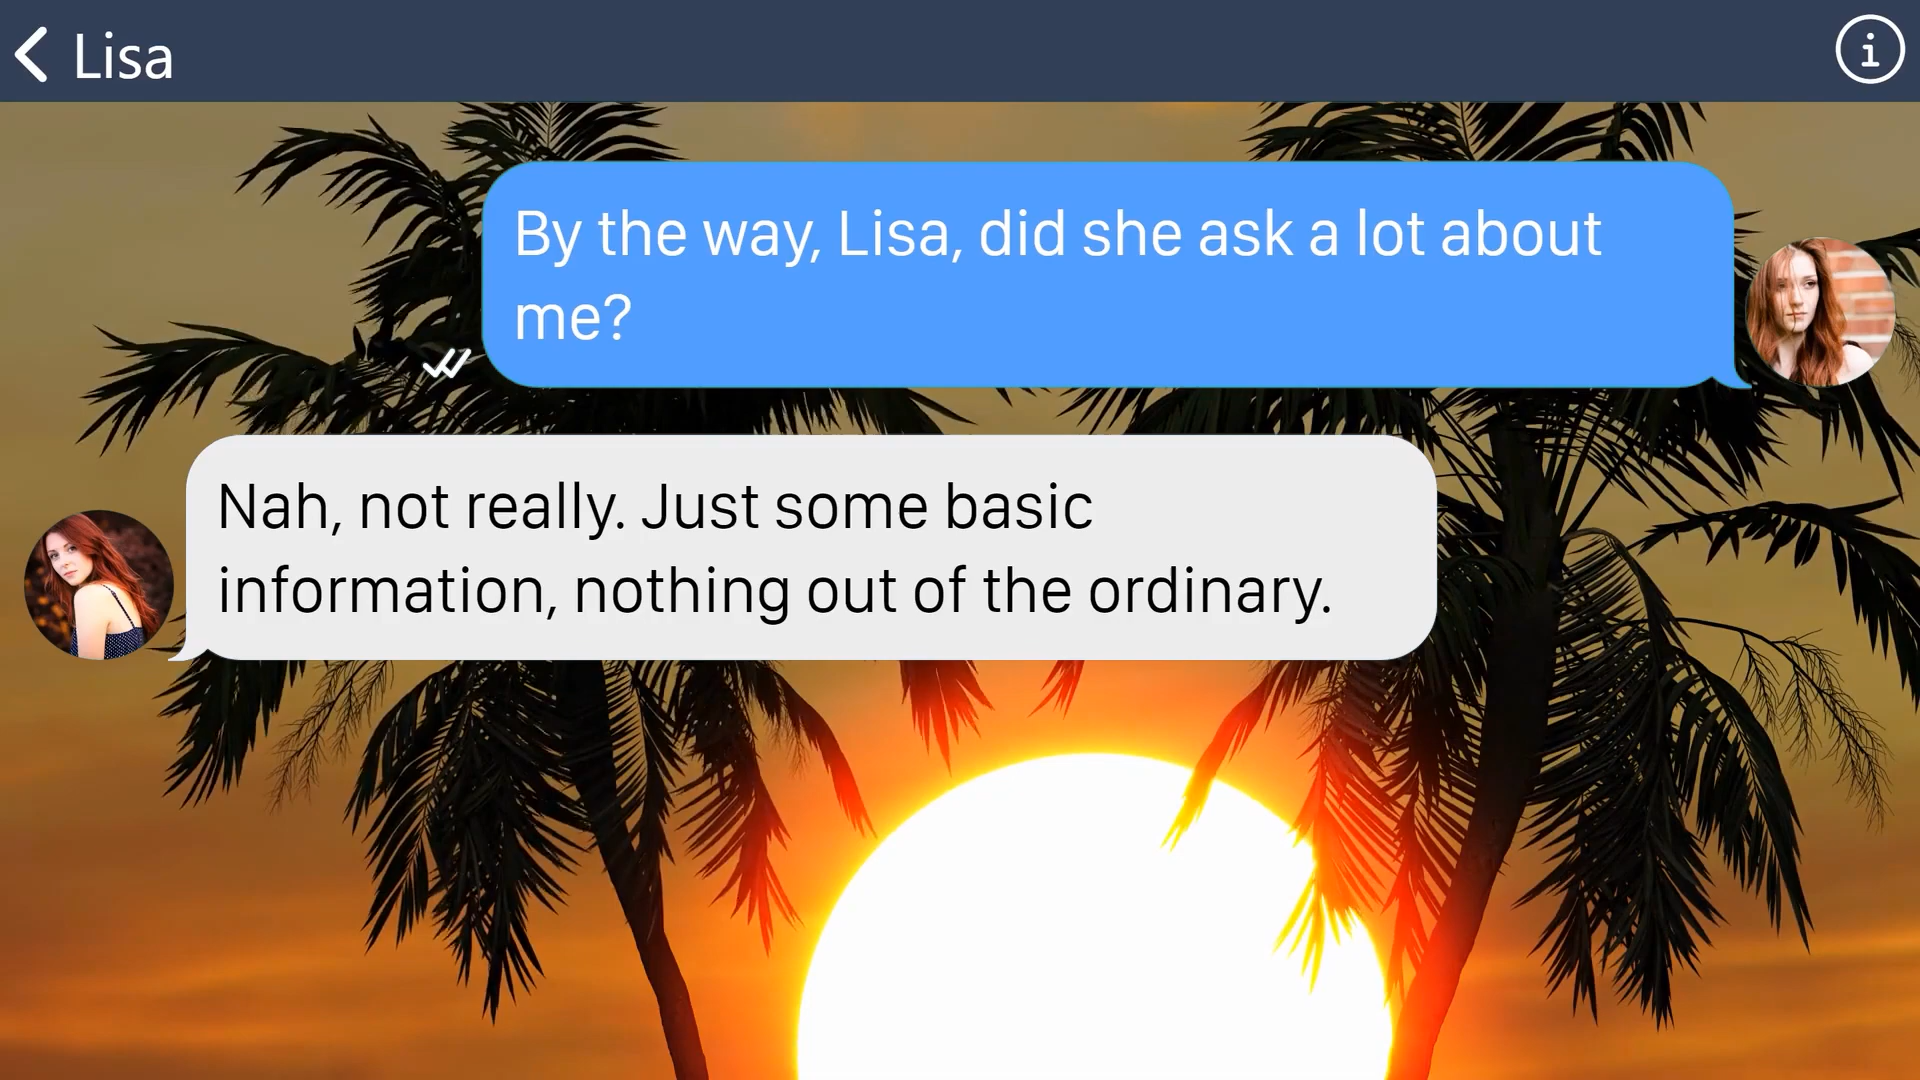 Lisa
By the way, Lisa, did she ask a lot about
me?
Nah, not really. Just some basic
information, nothing out of the ordinary.